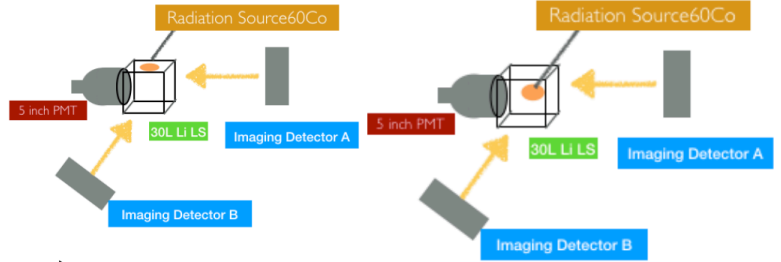 Radiation Source60Co
5 inch PMT
30L Li LS
Imaging Detector A
Imaging Detector B
Radiation Source60Co
5 inch PMT
30L Li LS
Imaging Detector A
Imaging Detector B